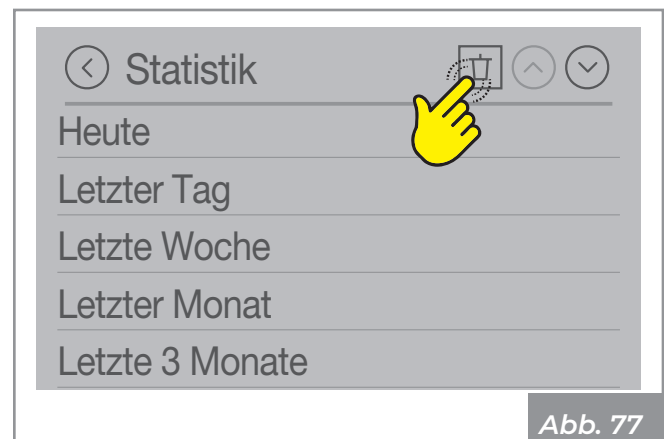 Statistik
Heute
Letzter Tag
Letzte Woche
Letzter Monat
Letzte 3 Monate
Abb. 77